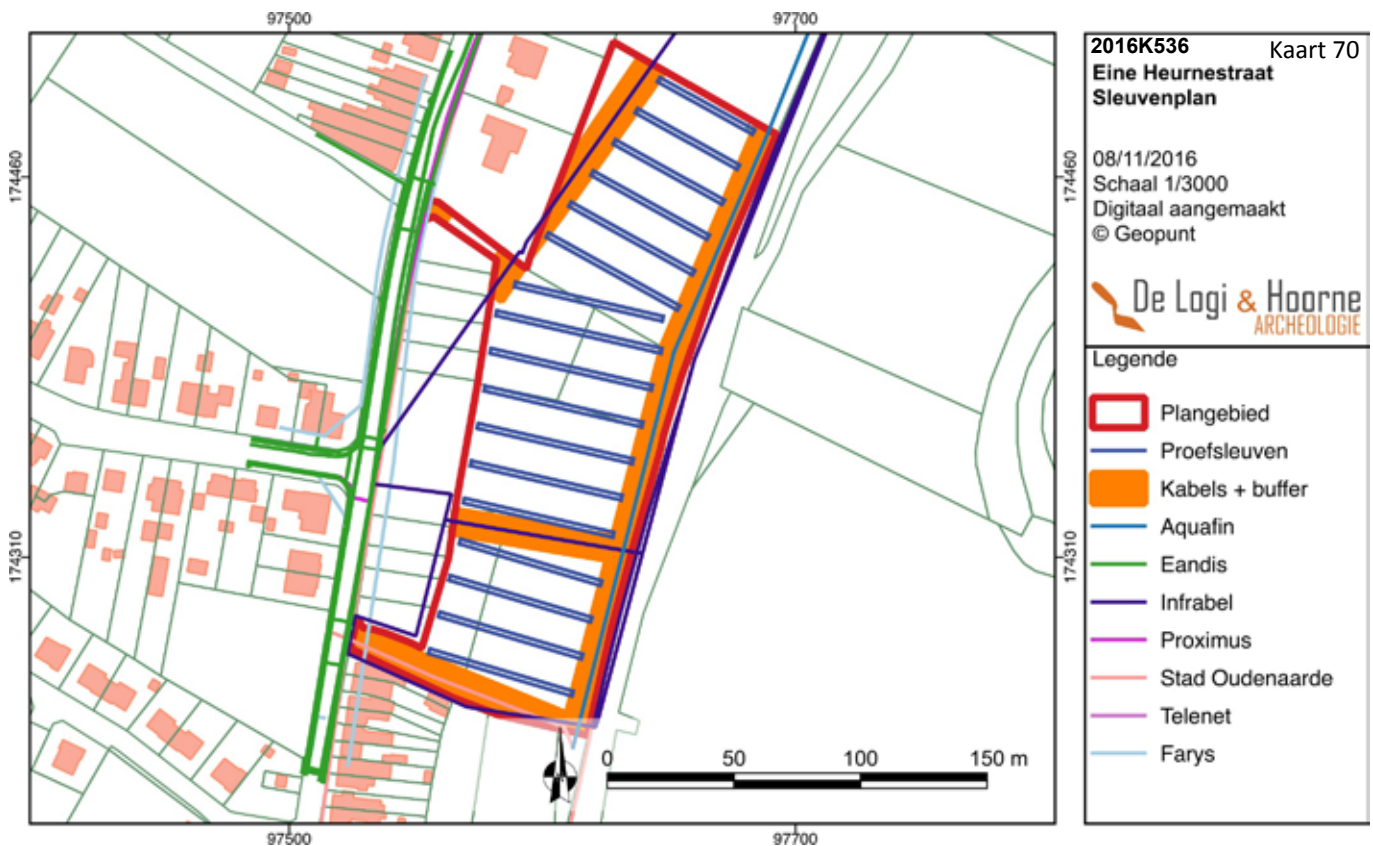 97500
97700
174460
174460
174310
174310
0
50
100
150 m
97500
97700
2016K536
Kaart 70
Eine Heurnestraat
Sleuvenplan
08/11/2016
Schaal 1/3000
Digitaal aangemaakt
© Geopunt
De Logi & Hoorne
ARCHEOLOGIE
Legende
Plangebied
Proefsleuven
Kabels + buffer
Aquafin
Eandis
Infrabel
Proximus
Stad Oudenaarde
Telenet
Farys